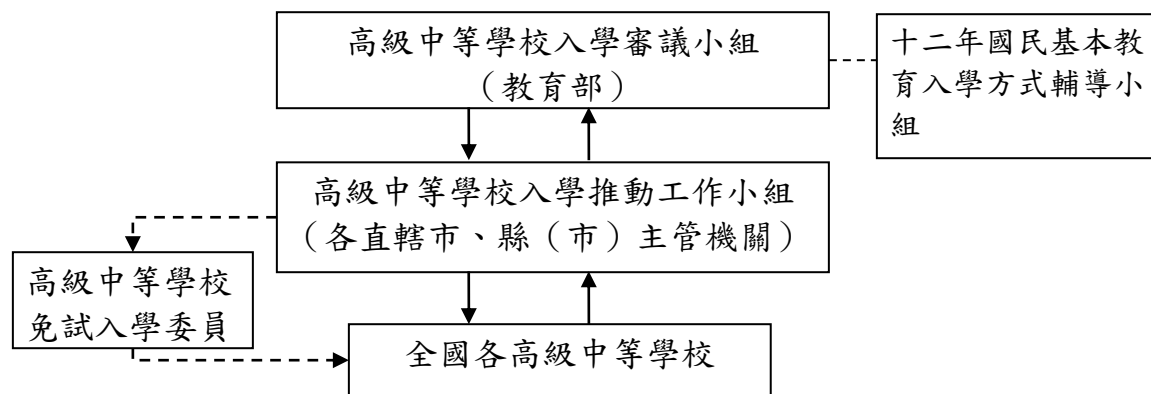 高級中等學校入學審議小組
（教育部）
十二年國民基本教
育入學方式輔導小
組
高級中等學校入學推動工作小組
（各直轄市、縣（市）主管機關）
高級中等學校
免試入學委員
全國各高級中等學校